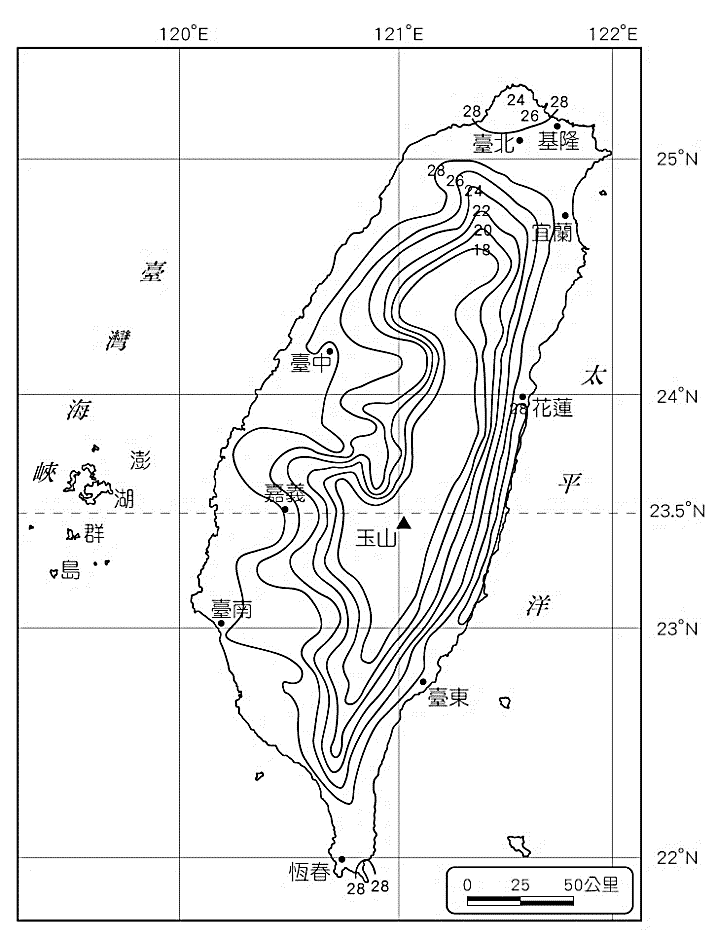 120°E
121°E
122°E
28
24
28
26
臺北
基隆
25°N
28
26
24
22
宜蘭
20
18
臺
灣
海
峽
臺中
太
平
洋
24°N
28
花蓮
澎
湖
群
島
嘉義
23.5°N
玉山
臺南
23°N
臺東
22°N
恆春
28
28
0
25
50公里